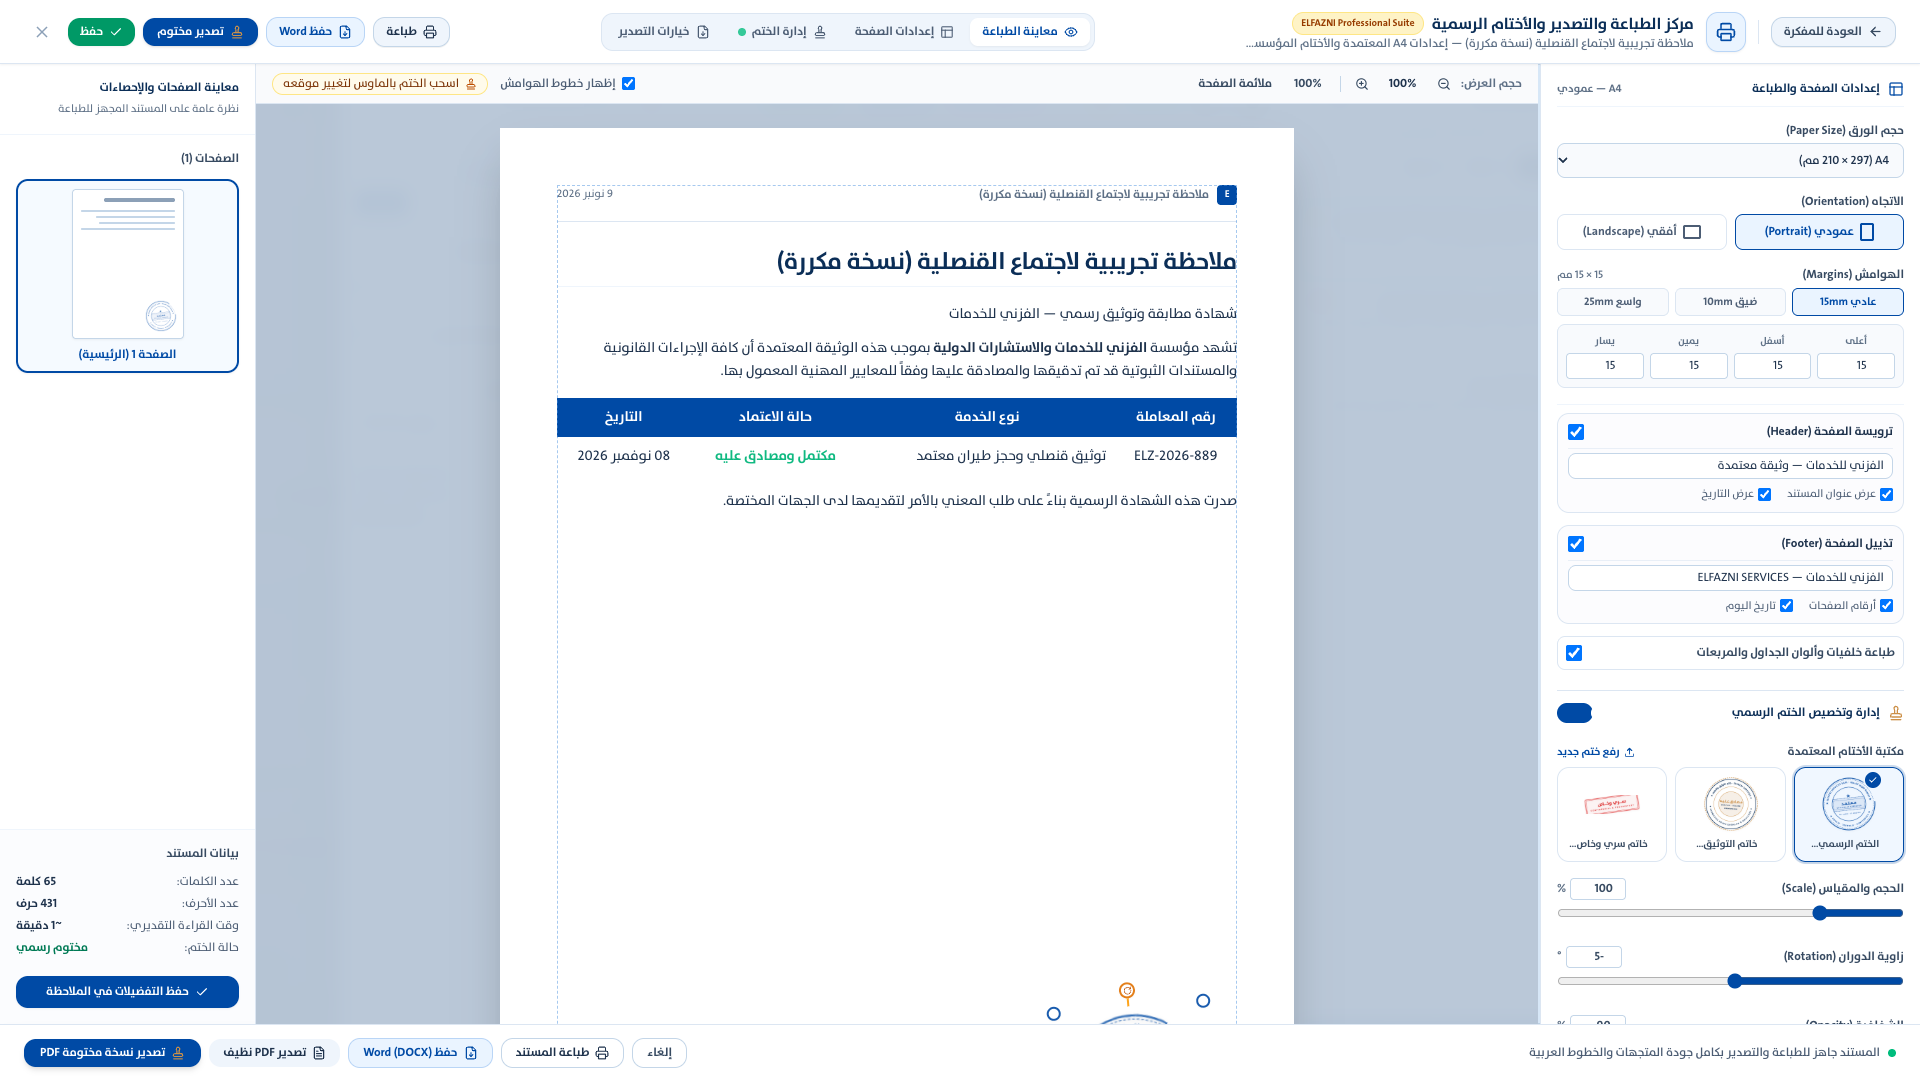 العودة للمفكرة
مركز الطباعة والتصدير والأختام الرسمية
ELFAZNI Professional Suite
ملاحظة تجريبية لاجتماع القنصلية (نسخة مكررة) — إعدادات A4 المعتمدة والأختام المؤسس...
معاينة الطباعة
إعدادات الصفحة
إدارة الختم
خيارات التصدير
طباعة
حفظ Word
تصدير مختوم
حفظ
إعدادات الصفحة والطباعة
A4 — عمودي
حجم الورق (Paper Size)
A4 (210 × 297 مم)
الاتجاه (Orientation)
عمودي (Portrait)
أفقي (Landscape)
الهوامش (Margins)
15 × 15 مم
عادي 15mm
ضيق 10mm
واسع 25mm
أعلى
أسفل
يمين
يسار
15
15
15
15
ترويسة الصفحة (Header)
الفزني للخدمات — وثيقة معتمدة
عرض عنوان المستند
عرض التاريخ
تذييل الصفحة (Footer)
الفزني للخدمات — ELFAZNI SERVICES
أرقام الصفحات
تاريخ اليوم
طباعة خلفيات وألوان الجداول والمربعات
إدارة وتخصيص الختم الرسمي
مكتبة الأختام المعتمدة
رفع ختم جديد
الختم الرسمي...
خاتم التوثيق...
خاتم سري وخاص...
الحجم والمقياس (Scale)
100 %
زاوية الدوران (Rotation)
-5 °
حجم العرض:
100%
100%
ملائمة الصفحة
إظهار خطوط الهوامش
اسحب الختم بالماوس لتغيير موقعه
E
ملاحظة تجريبية لاجتماع القنصلية (نسخة مكررة)
9 نونبر 2026
ملاحظة تجريبية لاجتماع القنصلية (نسخة مكررة)
شهادة مطابقة وتوثيق رسمي — الفزني للخدمات
تشهد مؤسسة الفزني للخدمات والاستشارات الدولية بموجب هذه الوثيقة المعتمدة أن كافة الإجراءات القانونية
والمستندات الثبوتية قد تم تدقيقها والمصادقة عليها وفقاً للمعايير المهنية المعمول بها.
رقم المعاملة
نوع الخدمة
حالة الاعتماد
التاريخ
ELZ-2026-889
توثيق قنصلي وحجز طيران معتمد
مكتمل ومصادق عليه
08 نوفمبر 2026
صدرت هذه الشهادة الرسمية بناءً على طلب المعني بالأمر لتقديمها لدى الجهات المختصة.
معاينة الصفحات والإحصاءات
نظرة عامة على المستند المجهز للطباعة
الصفحات (1)
الصفحة 1 (الرئيسية)
بيانات المستند
عدد الكلمات:
65 كلمة
عدد الأحرف:
431 حرف
وقت القراءة التقديري:
~1 دقيقة
حالة الختم:
مختوم رسمي
حفظ التفضيلات في الملاحظة
المستند جاهز للطباعة والتصدير بكامل جودة المتجهات والخطوط العربية
إلغاء
طباعة المستند
حفظ Word (DOCX)
تصدير PDF نظيف
تصدير نسخة مختومة PDF